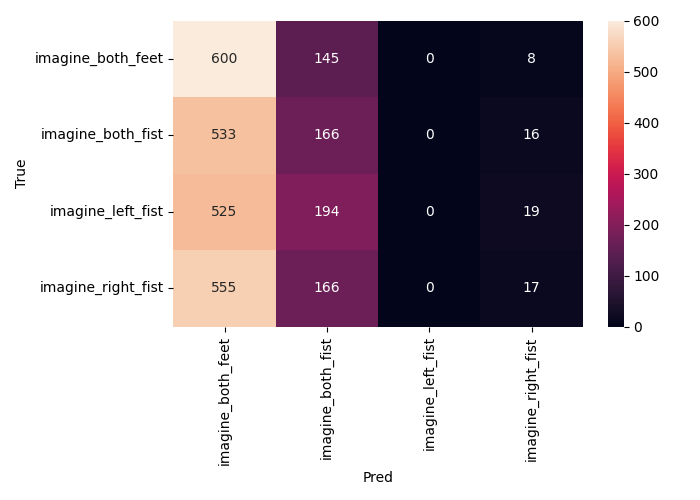 imagine_both_feet 600 145 0 8
imagine_both_fist 533 166 0 16
imagine_left_fist 525 194 0 19
imagine_right_fist 555 166 0 17
True
imagine_both_feet
imagine_both_fist
imagine_left_fist
imagine_right_fist
Pred
600
500
400
300
200
100
0